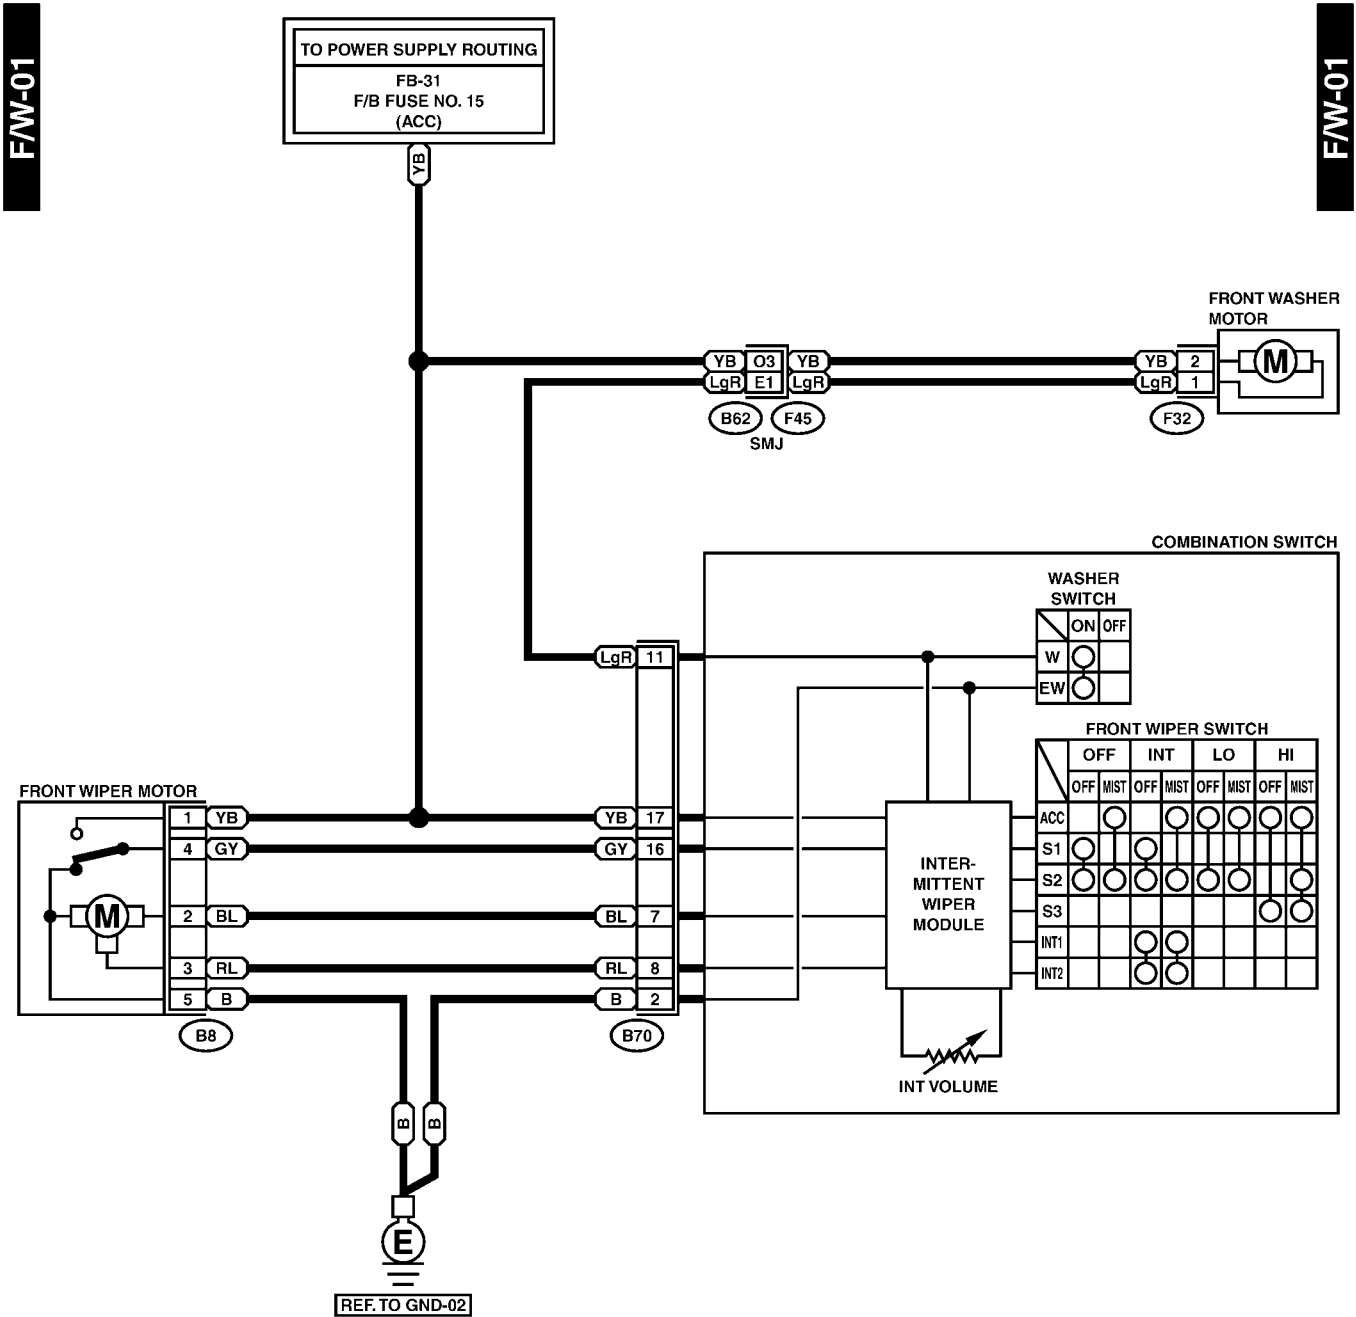 F/W-01
F/W-01
TO POWER SUPPLY ROUTING
FB-31
F/B FUSE NO. 15
(ACC)
YB
FRONT WASHER
MOTOR
YB O3 YB YB 2 M
LgR E1 LgR LgR 1
B62 F45 F32
SMJ
COMBINATION SWITCH
WASHER
SWITCH
ON OFF
LgR 11 W
EW
FRONT WIPER SWITCH
OFF INT LO HI
OFF MIST OFF MIST OFF MIST OFF MIST
FRONT WIPER MOTOR
1 YB YB 17 ACC
4 GY GY 16 S1
INTER-
MITTENT
WIPER
MODULE
S2
M 2 BL BL 7 S3
INT1
3 RL RL 8 INT2
5 B B 2
B8 B70
INT VOLUME
B B
E
REF. TO GND-02